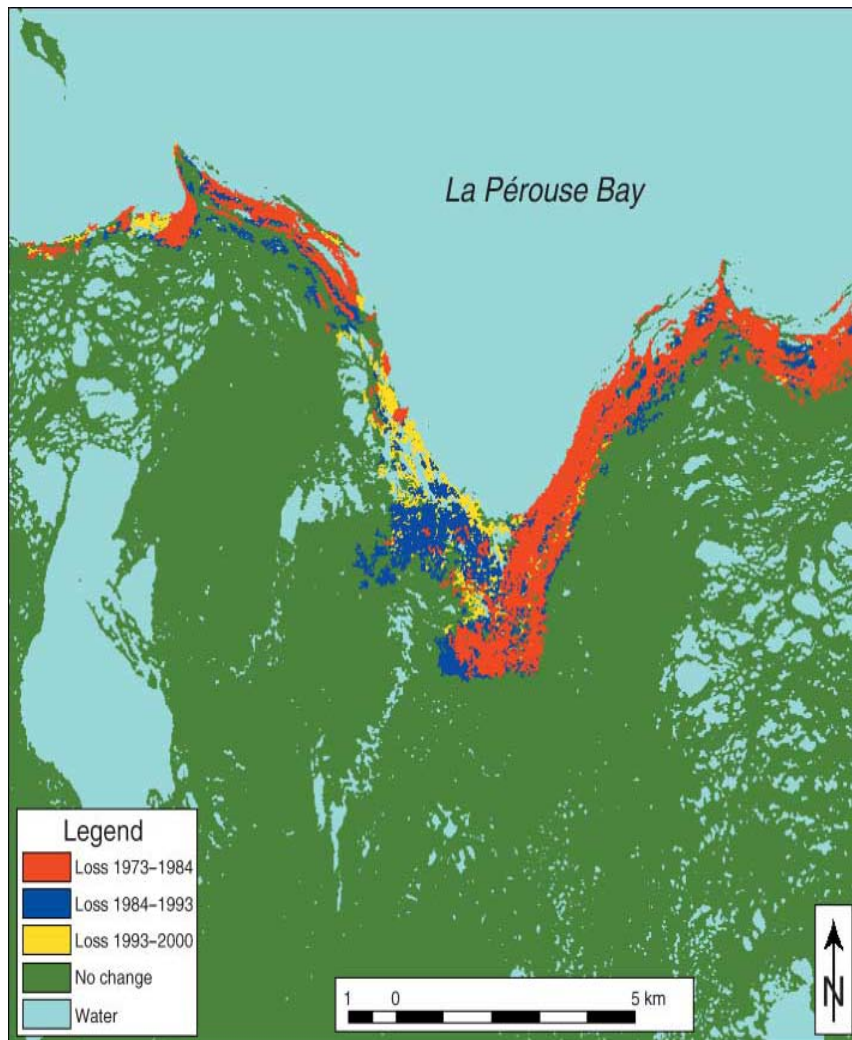 La Pérouse Bay
Legend
Loss 1973–1984
Loss 1984–1993
Loss 1993–2000
No change
Water
1 0 5 km
N